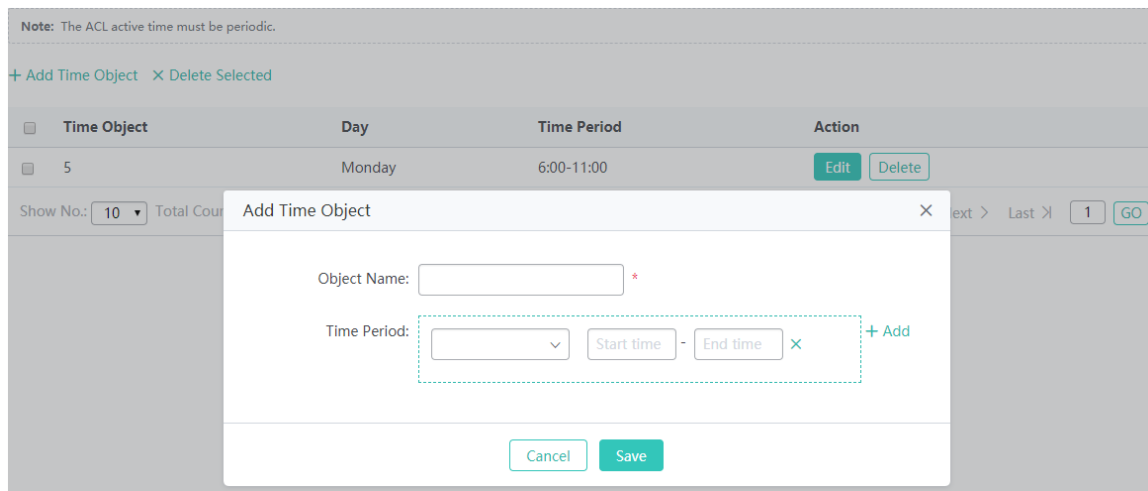 Note: The ACL active time must be periodic.
+ Add Time Object × Delete Selected
Time Object Day Time Period Action
5 Monday 6:00-11:00 Edit Delete
Show No.: 10 Total Cour Next > Last 1 GO
Add Time Object ×
Object Name: *
Time Period: Start time - End time × + Add
Cancel Save